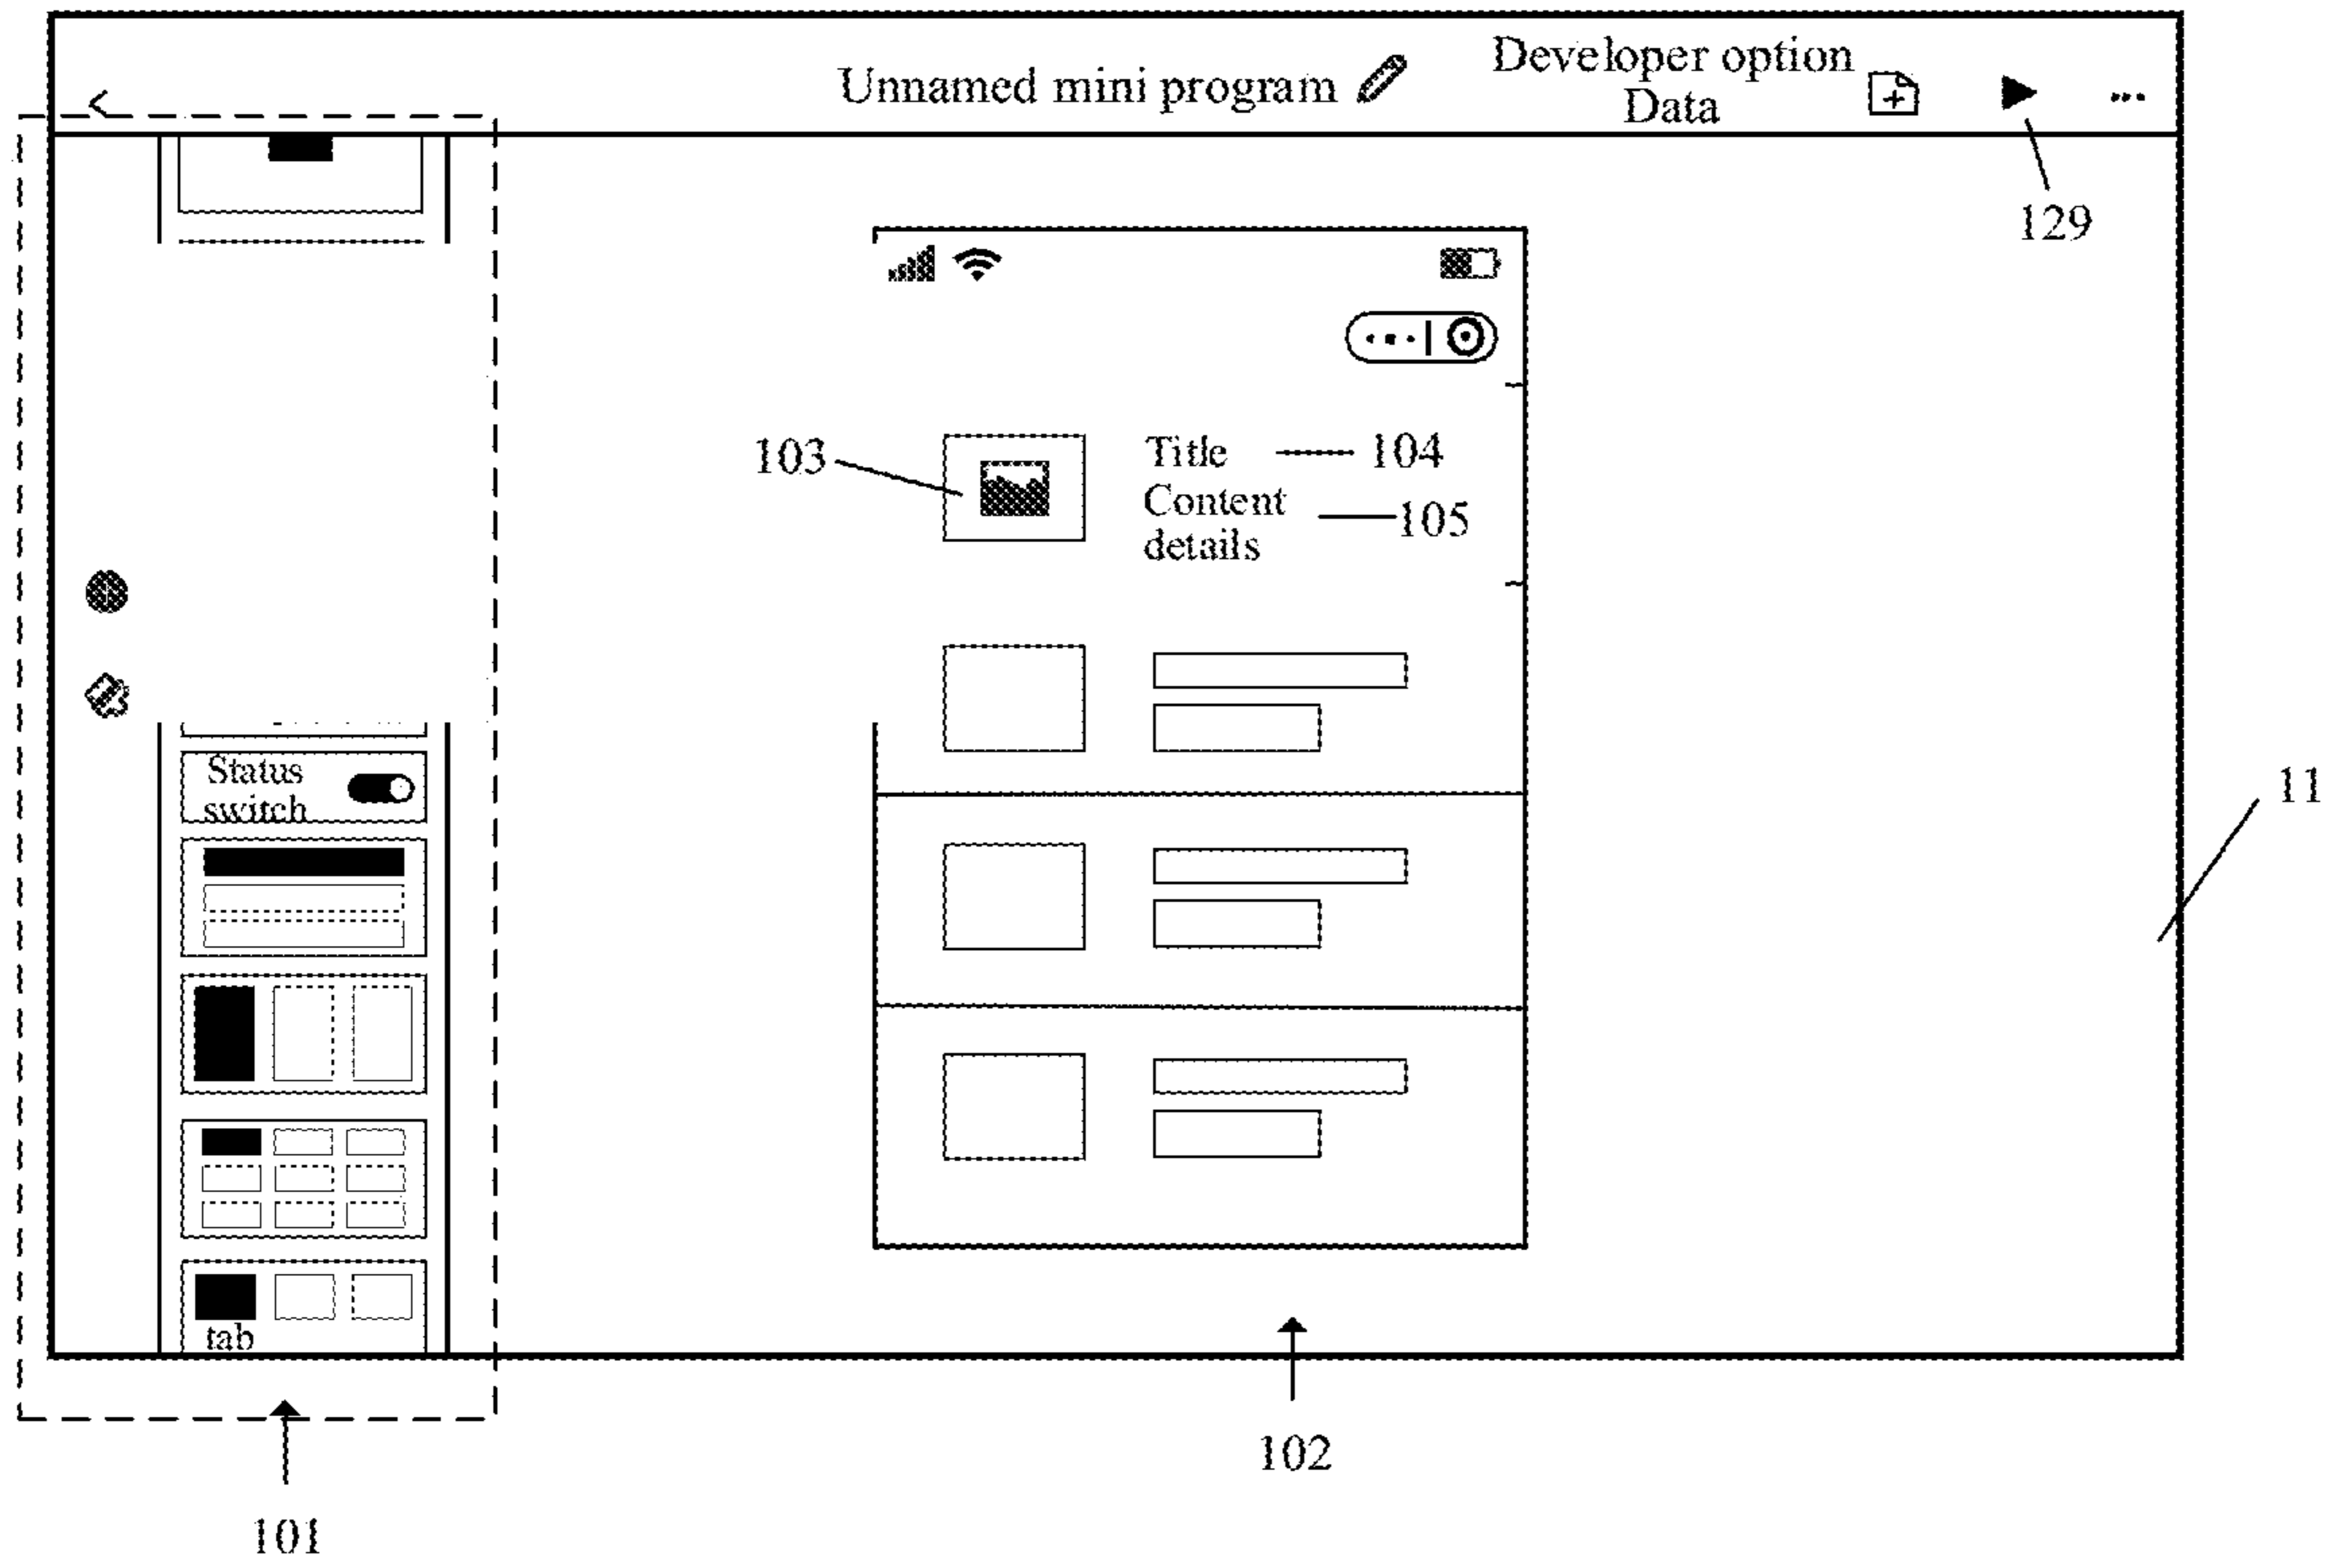 Unnamed mini program
Developer option
Data
129
103
Title
104
Content
details
105
Status
switch
11
tab
102
101